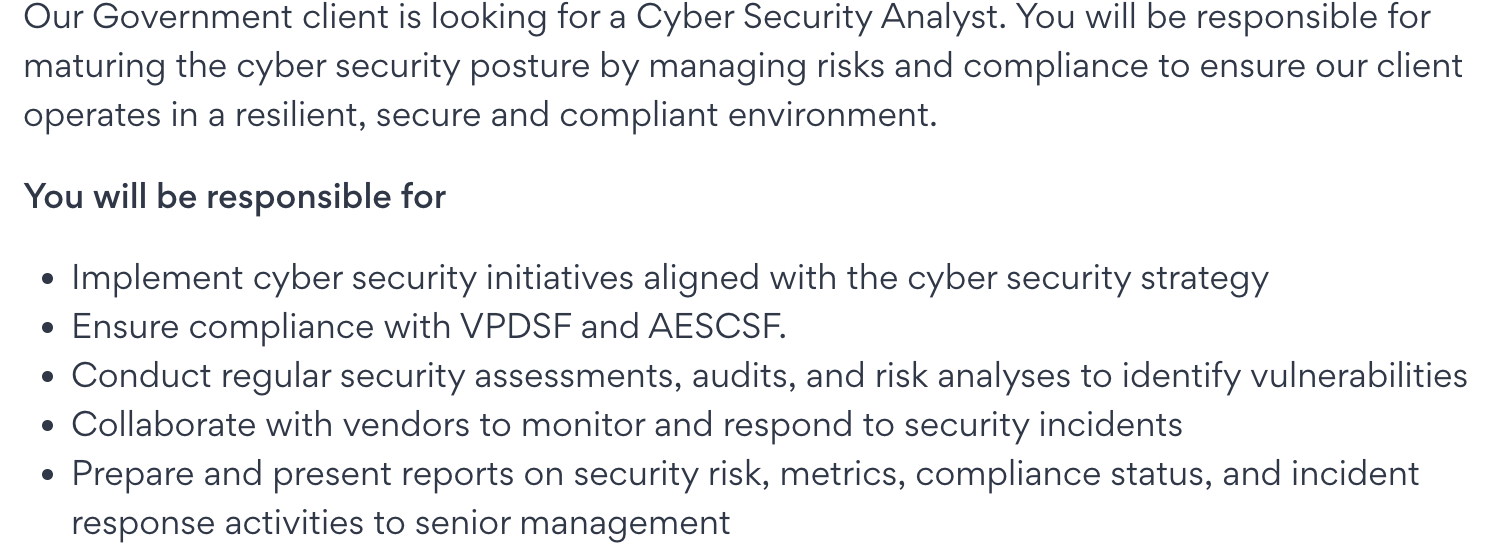 Our Government client is looking for a Cyber Security Analyst. You will be responsible for
maturing the cyber security posture by managing risks and compliance to ensure our client
operates in a resilient, secure and compliant environment.
You will be responsible for
• Implement cyber security initiatives aligned with the cyber security strategy
• Ensure compliance with VPDSF and AESCSF.
• Conduct regular security assessments, audits, and risk analyses to identify vulnerabilities
• Collaborate with vendors to monitor and respond to security incidents
• Prepare and present reports on security risk, metrics, compliance status, and incident
response activities to senior management